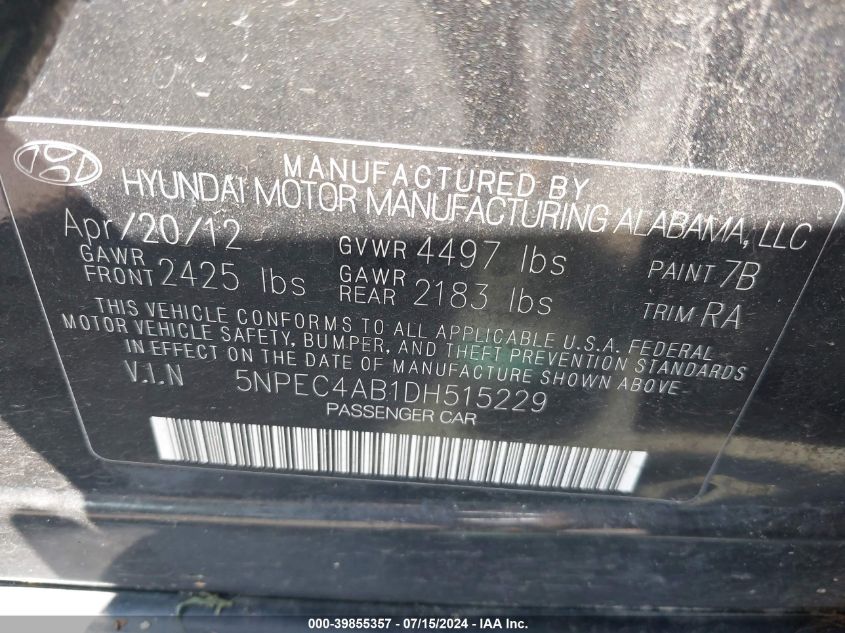 MANUFACTURED BY
HYUNDAI MOTOR MANUFACTURING ALABAMA, LLC
Apr/20/12 GVWR 4497 lbs PAINT 7B
GAWR FRONT 2425 lbs GAWR REAR 2183 lbs TRIM RA
THIS VEHICLE CONFORMS TO ALL APPLICABLE U.S.A. FEDERAL
MOTOR VEHICLE SAFETY, BUMPER, AND THEFT PREVENTION STANDARDS
IN EFFECT ON THE DATE OF MANUFACTURE SHOWN ABOVE
V.I.N 5NPEC4AB1DH515229
PASSENGER CAR
000-39855357 - 07/15/2024 - IAA Inc.